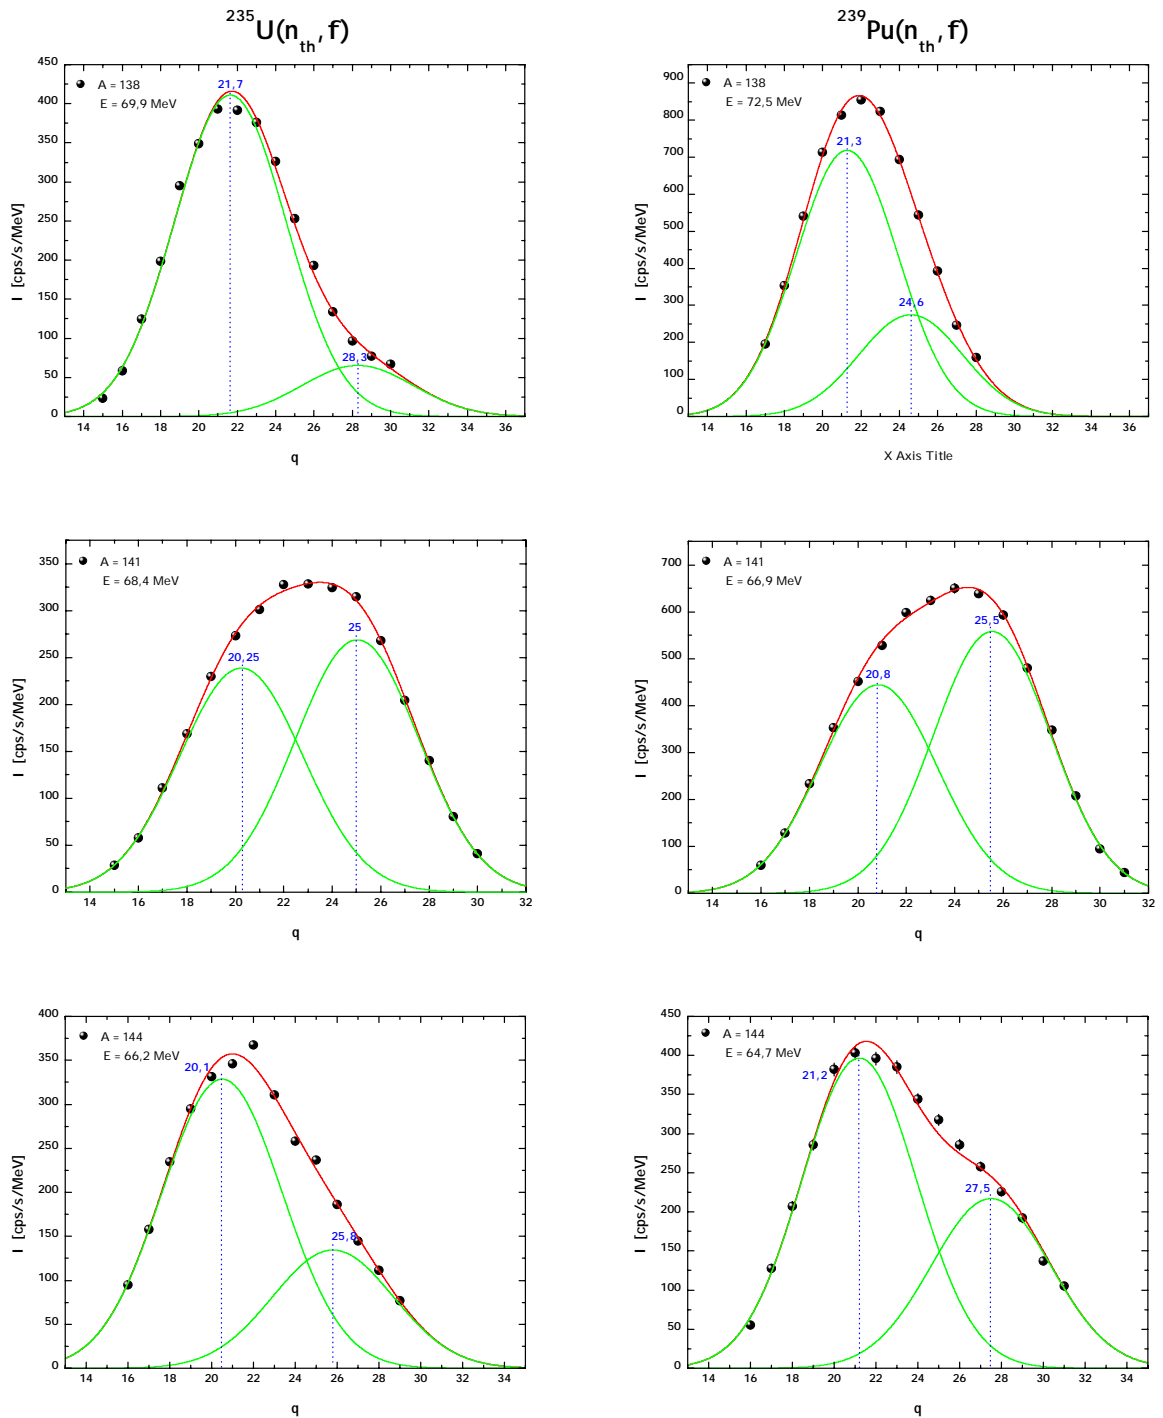 235U(nth, f)
239Pu(nth, f)
A = 138
E = 69,9 MeV
21,7
28,3
450
400
350
300
250
200
150
100
50
0
I [cps/s/MeV]
14 16 18 20 22 24 26 28 30 32 34 36
q
A = 138
E = 72,5 MeV
21,3
24,6
900
800
700
600
500
400
300
200
100
0
I [cps/s/MeV]
14 16 18 20 22 24 26 28 30 32 34 36
X Axis Title
A = 141
E = 68,4 MeV
20,25
25
350
300
250
200
150
100
50
0
I [cps/s/MeV]
14 16 18 20 22 24 26 28 30 32
q
A = 141
E = 66,9 MeV
20,8
25,5
700
600
500
400
300
200
100
0
I [cps/s/MeV]
14 16 18 20 22 24 26 28 30 32
q
A = 144
E = 66,2 MeV
20,1
25,8
400
350
300
250
200
150
100
50
0
I [cps/s/MeV]
14 16 18 20 22 24 26 28 30 32 34
q
A = 144
E = 64,7 MeV
21,2
27,5
450
400
350
300
250
200
150
100
50
0
I [cps/s/MeV]
14 16 18 20 22 24 26 28 30 32 34
q